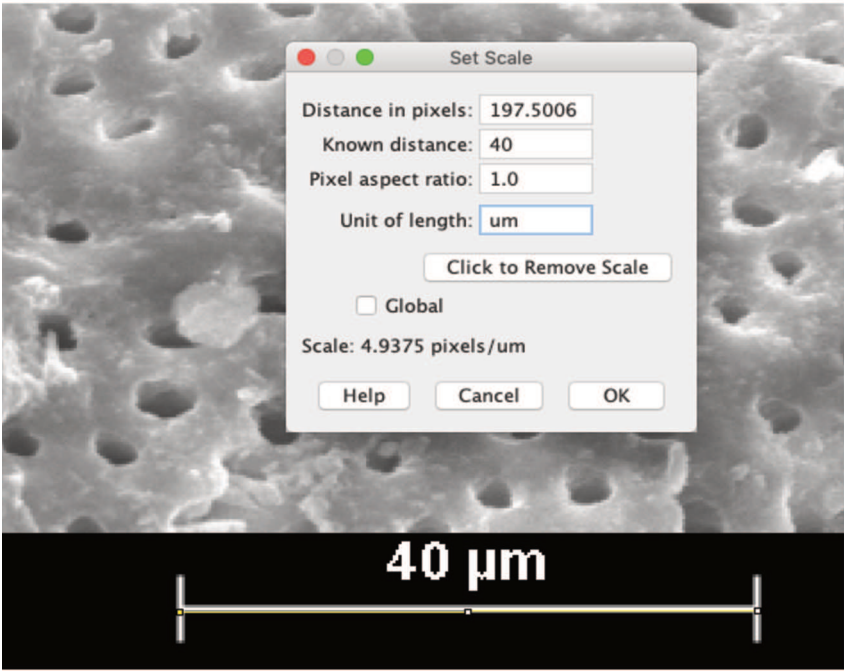 Set Scale
Distance in pixels: 197.5006
Known distance: 40
Pixel aspect ratio: 1.0
Unit of length: um
Click to Remove Scale
Global
Scale: 4.9375 pixels/um
Help Cancel OK
40 µm